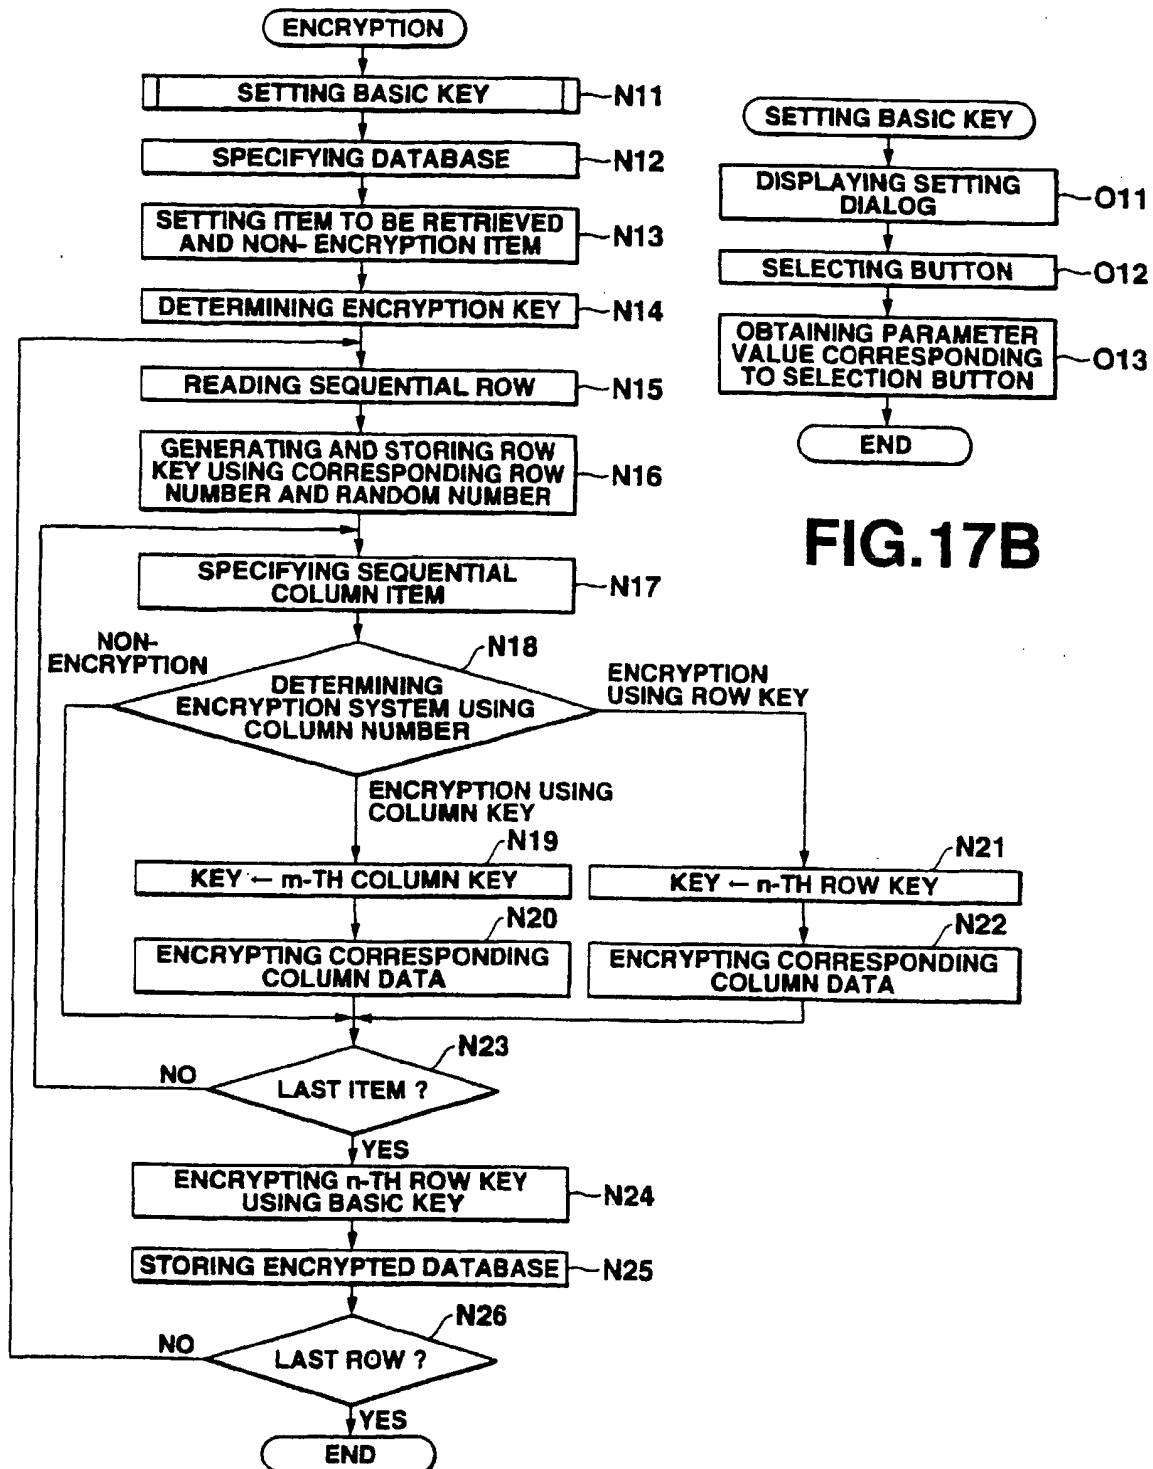 ENCRYPTION
SETTING BASIC KEY
N11
SPECIFYING DATABASE
N12
SETTING ITEM TO BE RETRIEVED
AND NON- ENCRYPTION ITEM
N13
DETERMINING ENCRYPTION KEY
N14
READING SEQUENTIAL ROW
N15
GENERATING AND STORING ROW
KEY USING CORRESPONDING ROW
NUMBER AND RANDOM NUMBER
N16
SPECIFYING SEQUENTIAL
COLUMN ITEM
N17
NON-
ENCRYPTION
N18
DETERMINING
ENCRYPTION SYSTEM USING
COLUMN NUMBER
ENCRYPTION
USING ROW KEY
ENCRYPTION USING
COLUMN KEY
N19
KEY ← m-TH COLUMN KEY
N21
KEY ← n-TH ROW KEY
N20
ENCRYPTING CORRESPONDING
COLUMN DATA
N22
ENCRYPTING CORRESPONDING
COLUMN DATA
N23
NO
LAST ITEM ?
YES
ENCRYPTING n-TH ROW KEY
USING BASIC KEY
N24
STORING ENCRYPTED DATABASE
N25
N26
NO
LAST ROW ?
YES
END
SETTING BASIC KEY
DISPLAYING SETTING
DIALOG
O11
SELECTING BUTTON
O12
OBTAINING PARAMETER
VALUE CORRESPONDING
TO SELECTION BUTTON
O13
END
FIG.17B